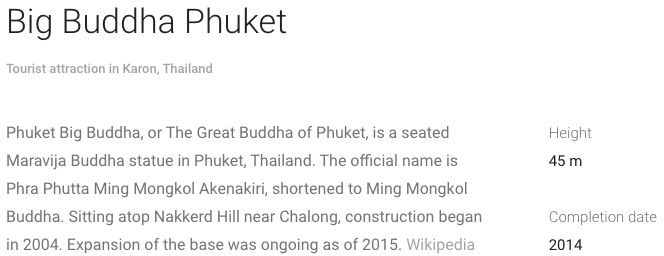 Big Buddha Phuket
Tourist attraction in Karon, Thailand
Phuket Big Buddha, or The Great Buddha of Phuket, is a seated
Maravija Buddha statue in Phuket, Thailand. The official name is
Phra Phutta Ming Mongkol Akenakiri, shortened to Ming Mongkol
Buddha. Sitting atop Nakkerd Hill near Chalong, construction began
in 2004. Expansion of the base was ongoing as of 2015. Wikipedia
Height
45 m
Completion date
2014